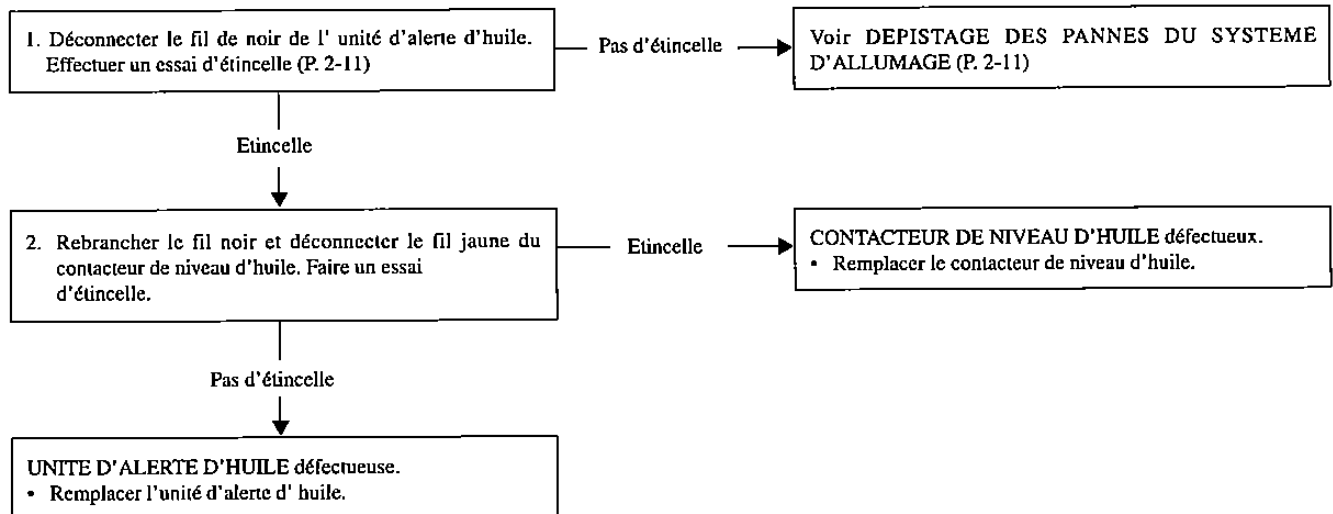 1. Déconnecter le fil de noir de l' unité d'alerte d'huile.
Effectuer un essai d'étincelle (P. 2-11)
Pas d'étincelle
Voir DEPISTAGE DES PANNES DU SYSTEME
D'ALLUMAGE (P. 2-11)
Etincelle
2. Rebrancher le fil noir et déconnecter le fil jaune du
contacteur de niveau d'huile. Faire un essai
d'étincelle.
Etincelle
CONTACTEUR DE NIVEAU D'HUILE défectueux.
• Remplacer le contacteur de niveau d'huile.
Pas d'étincelle
UNITE D'ALERTE D'HUILE défectueuse.
• Remplacer l'unité d'alerte d' huile.